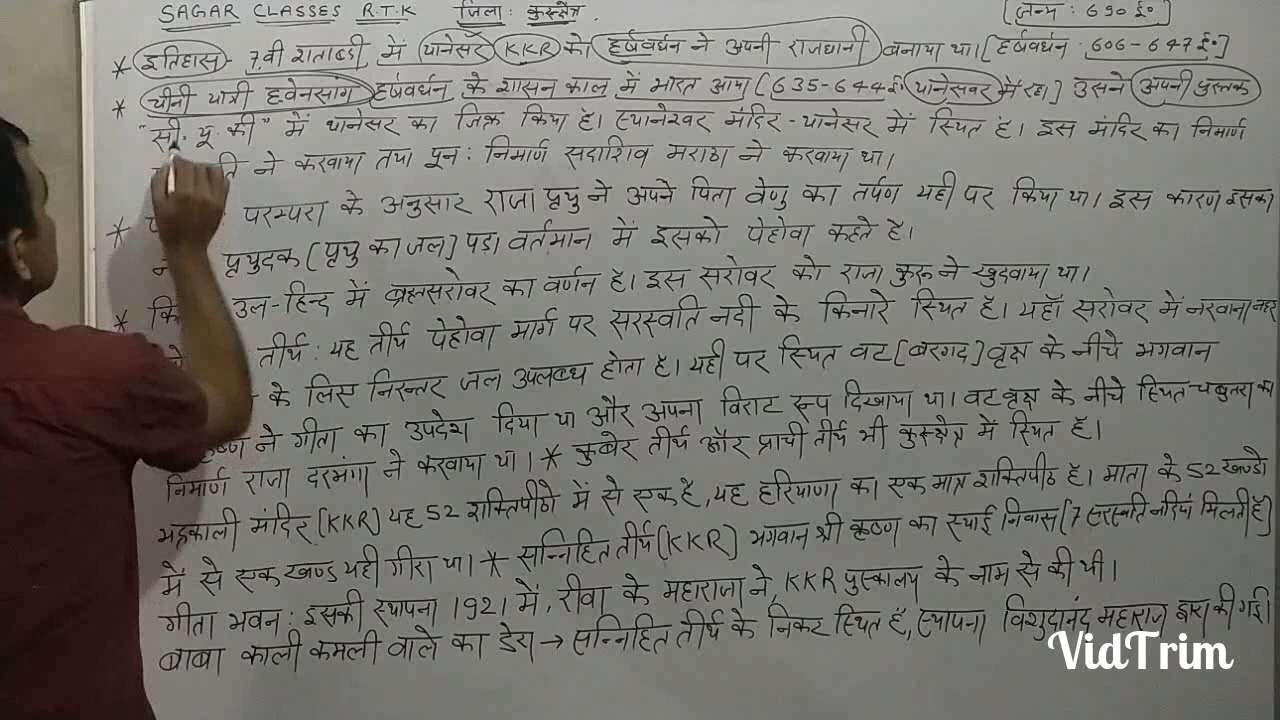 SAGAR CLASSES R.T.K जिला : कुरुक्षेत्र [जन्म : 590 ई०]
* इतिहास - 7वी शताब्दी में थानेसर KKR को हर्षवर्धन ने अपनी राजधानी बनाया था। [हर्षवर्धन : 606-647 ई०]
* चीनी यात्री ह्वेनसांग हर्षवर्धन के शासन काल में भारत आया [635-644ई० थानेसवर में रहा] उसने अपनी पुस्तक
"सी. यू. की" में थानेसर का जिक्र किया है। स्थानेश्वर मंदिर - थानेसर में स्थित है। इस मंदिर का निर्माण
ने करवाया तथा पून: निर्माण सदाशिव मराठा ने करवाया था।
* परम्परा के अनुसार राजा पृथु ने अपने पिता वेणु का तर्पण यही पर किया था। इस कारण इसका
पृथुदक [पृथु का जल] पड़ा वर्तमान में इसको पेहोवा कहते है।
* उल-हिन्द में ब्रह्मसरोवर का वर्णन है। इस सरोवर को राजा कुरु ने खुदवाया था।
तीर्थ : यह तीर्थ पेहोवा मार्ग पर सरस्वति नदी के किनारे स्थित है। यहाँ सरोवर में नरवाना नहर
के लिए निरन्तर जल उपलब्ध होता है। यही पर स्थित वट [बरगद] वृक्ष के नीचे भगवान
ने गीता का उपदेश दिया था और अपना विराट रूप दिखाया था। वट वृक्ष के नीचे स्थित चबुतरा का
निर्माण राजा दरभंगा ने करवाया था। * कुबेर तीर्थ और प्राची तीर्थ भी कुरुक्षेत्र में स्थित है।
भद्रकाली मंदिर [KKR] यह 52 शक्तिपीठो में से एक है, यह हरियाणा का एक मात्र शक्तिपीठ है। माता के 52 खण्डो
में से एक खण्ड यही गीरा था। * सन्निहित तीर्थ [KKR] भगवान श्री कृष्ण का स्थाई निवास [7 सरस्वति नदियां मिलती है]
गीता भवन : इसकी स्थापना 1921 में, रीवा के महाराजा ने, KKR पुस्कालय के नाम से की थी।
बाबा काली कमली वाले का डेरा → सन्निहित तीर्थ के निकट स्थित है, स्थापना विशुदानंद महाराज द्वारा की गई।
VidTrim